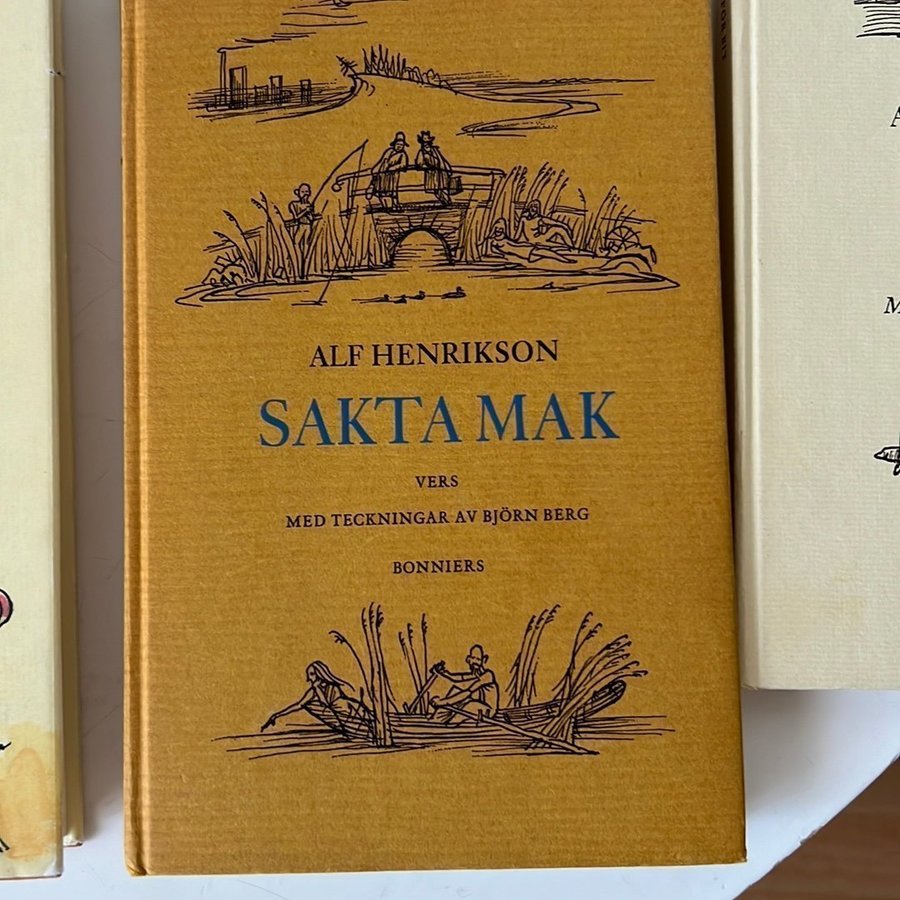 ALF HENRIKSON
SAKTA MAK
VERS
MED TECKNINGAR AV BJÖRN BERG
BONNIERS